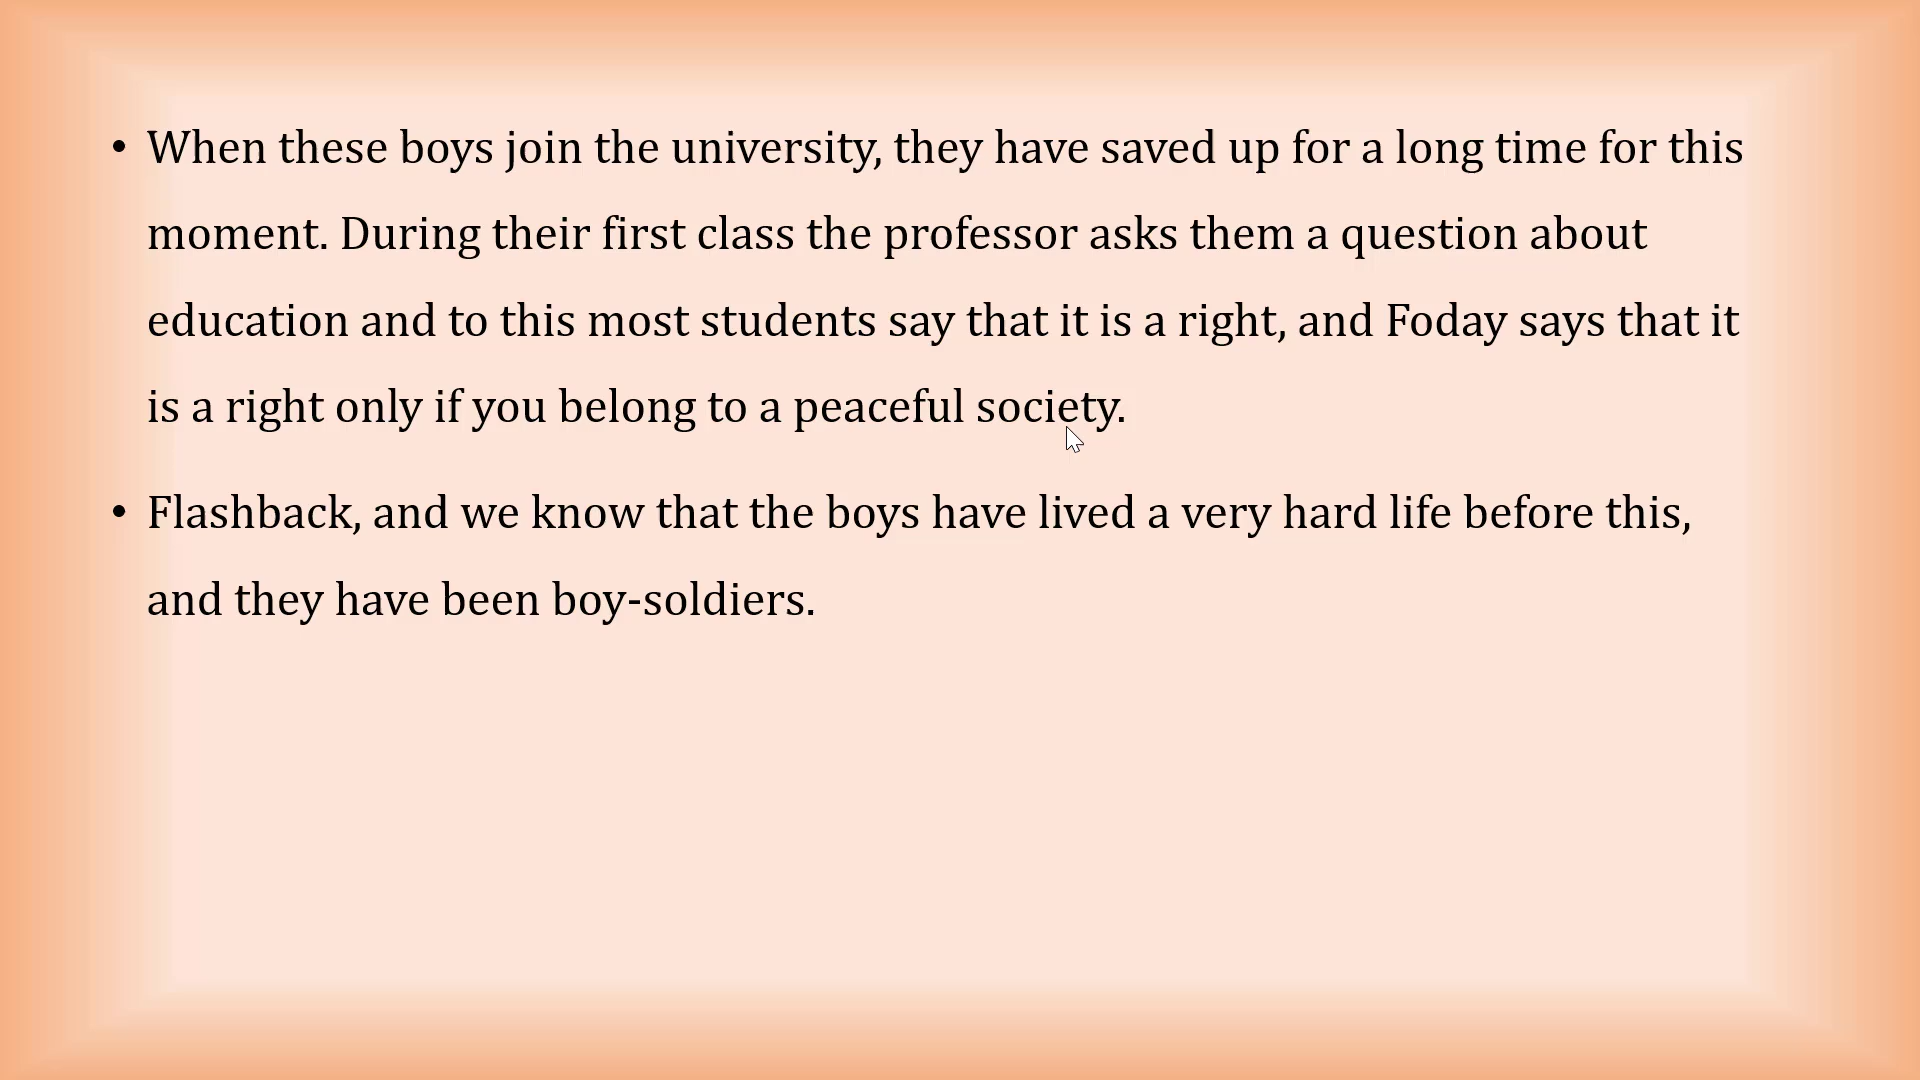 • When these boys join the university, they have saved up for a long time for this
moment. During their first class the professor asks them a question about
education and to this most students say that it is a right, and Foday says that it
is a right only if you belong to a peaceful society.
• Flashback, and we know that the boys have lived a very hard life before this,
and they have been boy-soldiers.